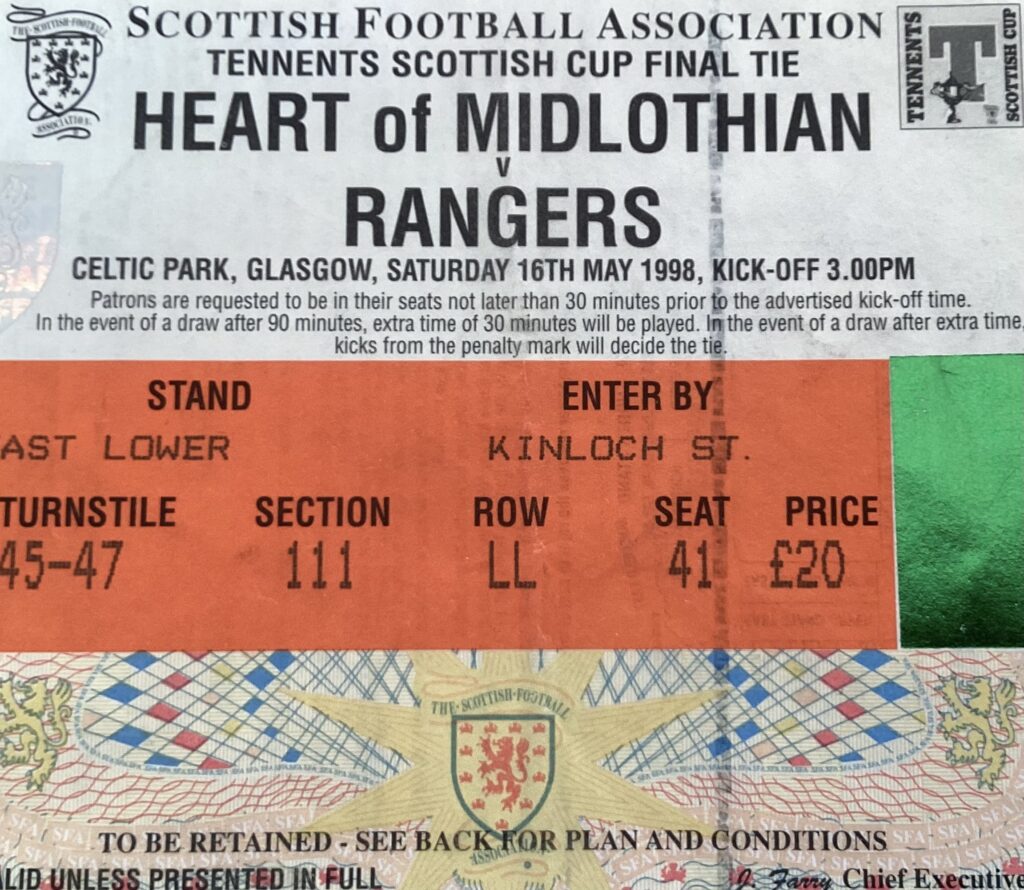 SCOTTISH FOOTBALL ASSOCIATION
TENNENTS SCOTTISH CUP FINAL TIE
HEART of MIDLOTHIAN
v
RANGERS
CELTIC PARK, GLASGOW, SATURDAY 16TH MAY 1998, KICK-OFF 3.00PM
Patrons are requested to be in their seats not later than 30 minutes prior to the advertised kick-off time.
In the event of a draw after 90 minutes, extra time of 30 minutes will be played. In the event of a draw after extra time,
kicks from the penalty mark will decide the tie.
THE·SCOTTISH·FOOTBALL
ASSOCIATION
TENNENTS
T
SCOTTISH CUP
STAND ENTER BY
AST LOWER KINLOCH ST.
TURNSTILE SECTION ROW SEAT PRICE
45-47 111 LL 41 £20
THE·SCOTTISH·FOOTBALL
TO BE RETAINED - SEE BACK FOR PLAN AND CONDITIONS
ALID UNLESS PRESENTED IN FULL
J. Farry Chief Executive